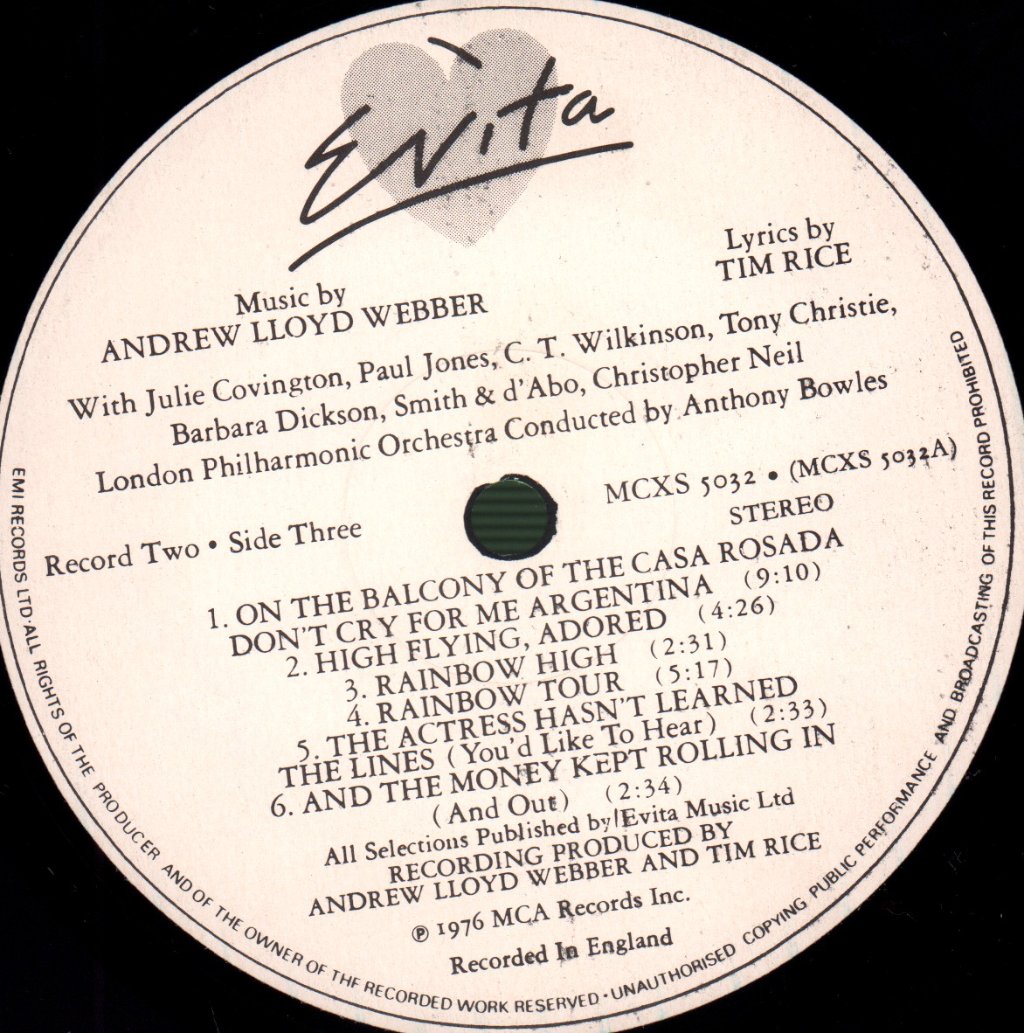 Evita
Lyrics by
TIM RICE
Music by
ANDREW LLOYD WEBBER
With Julie Covington, Paul Jones, C. T. Wilkinson, Tony Christie,
Barbara Dickson, Smith & d'Abo, Christopher Neil
London Philharmonic Orchestra Conducted by Anthony Bowles
MCXS 5032 • (MCXS 5032A)
STEREO
Record Two • Side Three
1. ON THE BALCONY OF THE CASA ROSADA
DON'T CRY FOR ME ARGENTINA (9:10)
2. HIGH FLYING, ADORED (4:26)
3. RAINBOW HIGH (2:31)
4. RAINBOW TOUR (5:17)
5. THE ACTRESS HASN'T LEARNED
THE LINES (You'd Like To Hear) (2:33)
6. AND THE MONEY KEPT ROLLING IN
(And Out) (2:34)
All Selections Published by Evita Music Ltd
RECORDING PRODUCED BY
ANDREW LLOYD WEBBER AND TIM RICE
℗ 1976 MCA Records Inc.
Recorded In England
EMI RECORDS LTD·ALL RIGHTS OF THE PRODUCER AND OF THE OWNER OF THE RECORDED WORK RESERVED·UNAUTHORISED COPYING PUBLIC PERFORMANCE AND BROADCASTING OF THIS RECORD PROHIBITED